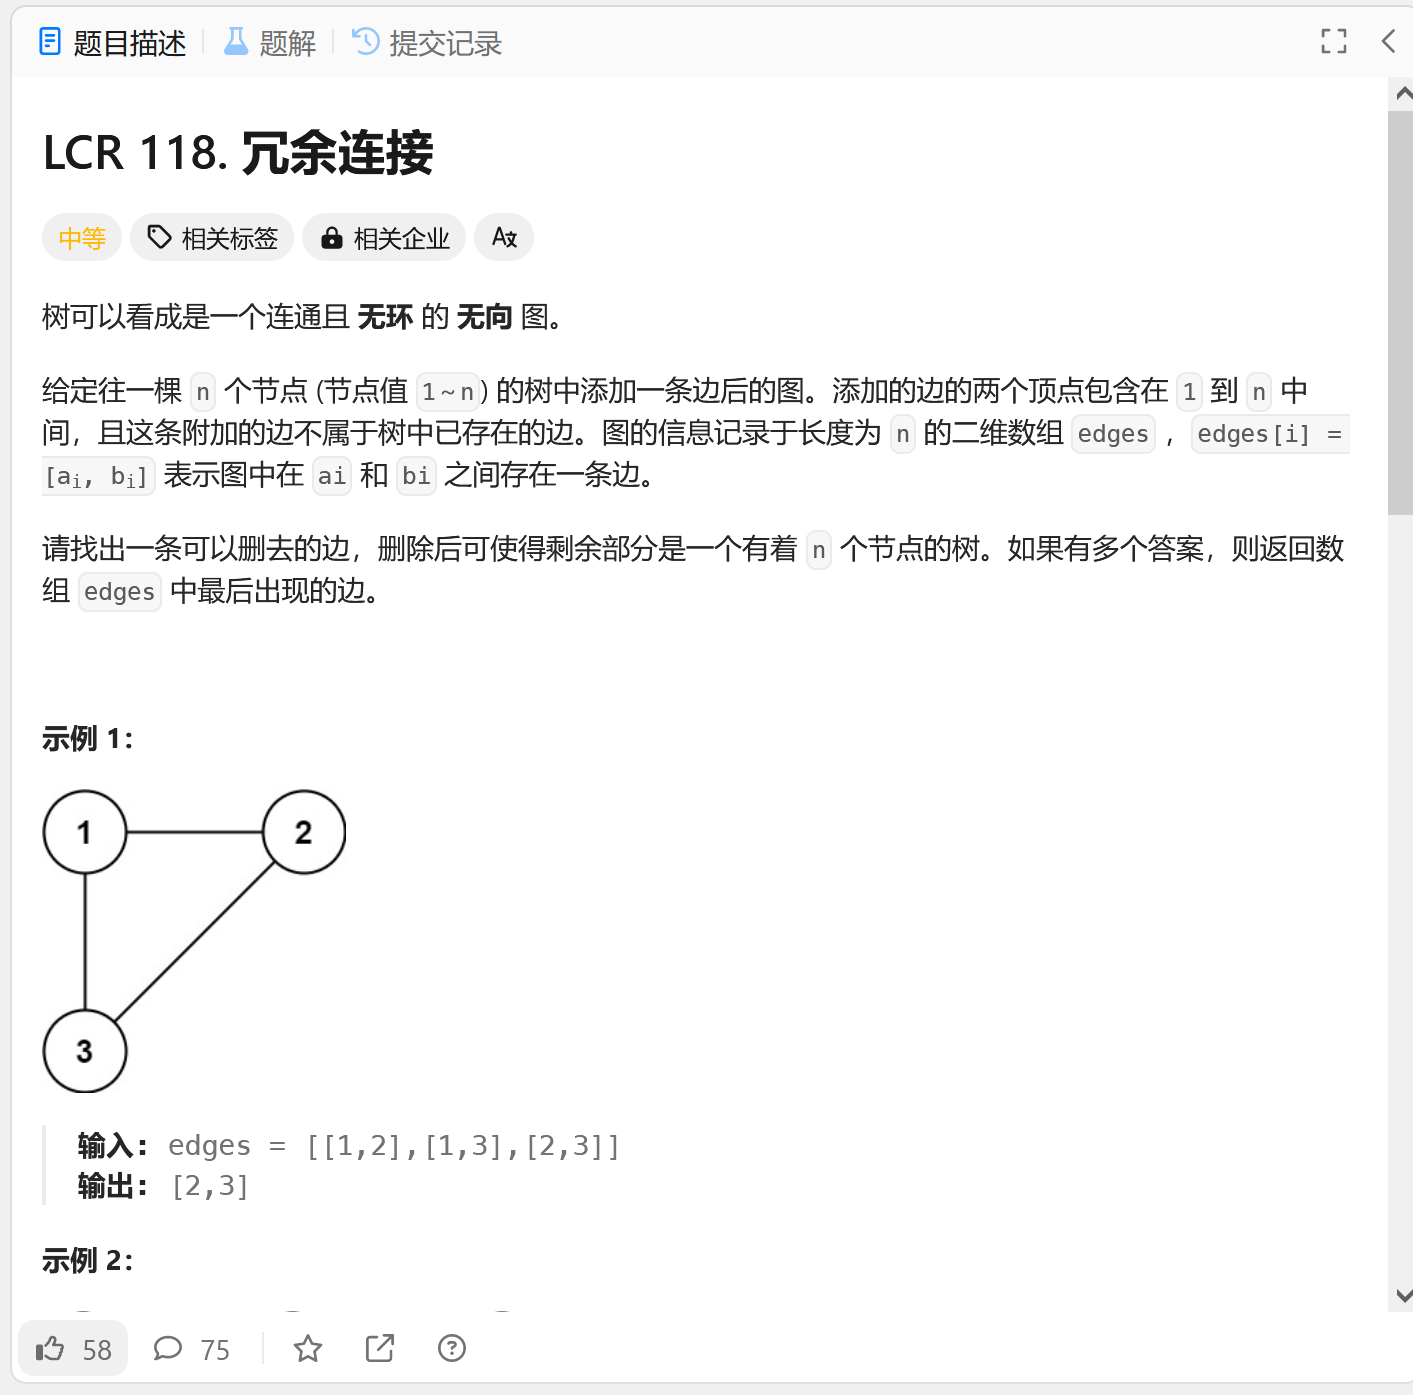 题目描述 题解 提交记录
LCR 118. 冗余连接
中等 相关标签 相关企业 A文
树可以看成是一个连通且 无环 的 无向 图。
给定往一棵 n 个节点 (节点值 1～n) 的树中添加一条边后的图。添加的边的两个顶点包含在 1 到 n 中
间，且这条附加的边不属于树中已存在的边。图的信息记录于长度为 n 的二维数组 edges ，edges[i] =
[ai, bi] 表示图中在 ai 和 bi 之间存在一条边。
请找出一条可以删去的边，删除后可使得剩余部分是一个有着 n 个节点的树。如果有多个答案，则返回数
组 edges 中最后出现的边。
示例 1：
1 2
3
输入：edges = [[1,2],[1,3],[2,3]]
输出：[2,3]
示例 2：
58 75